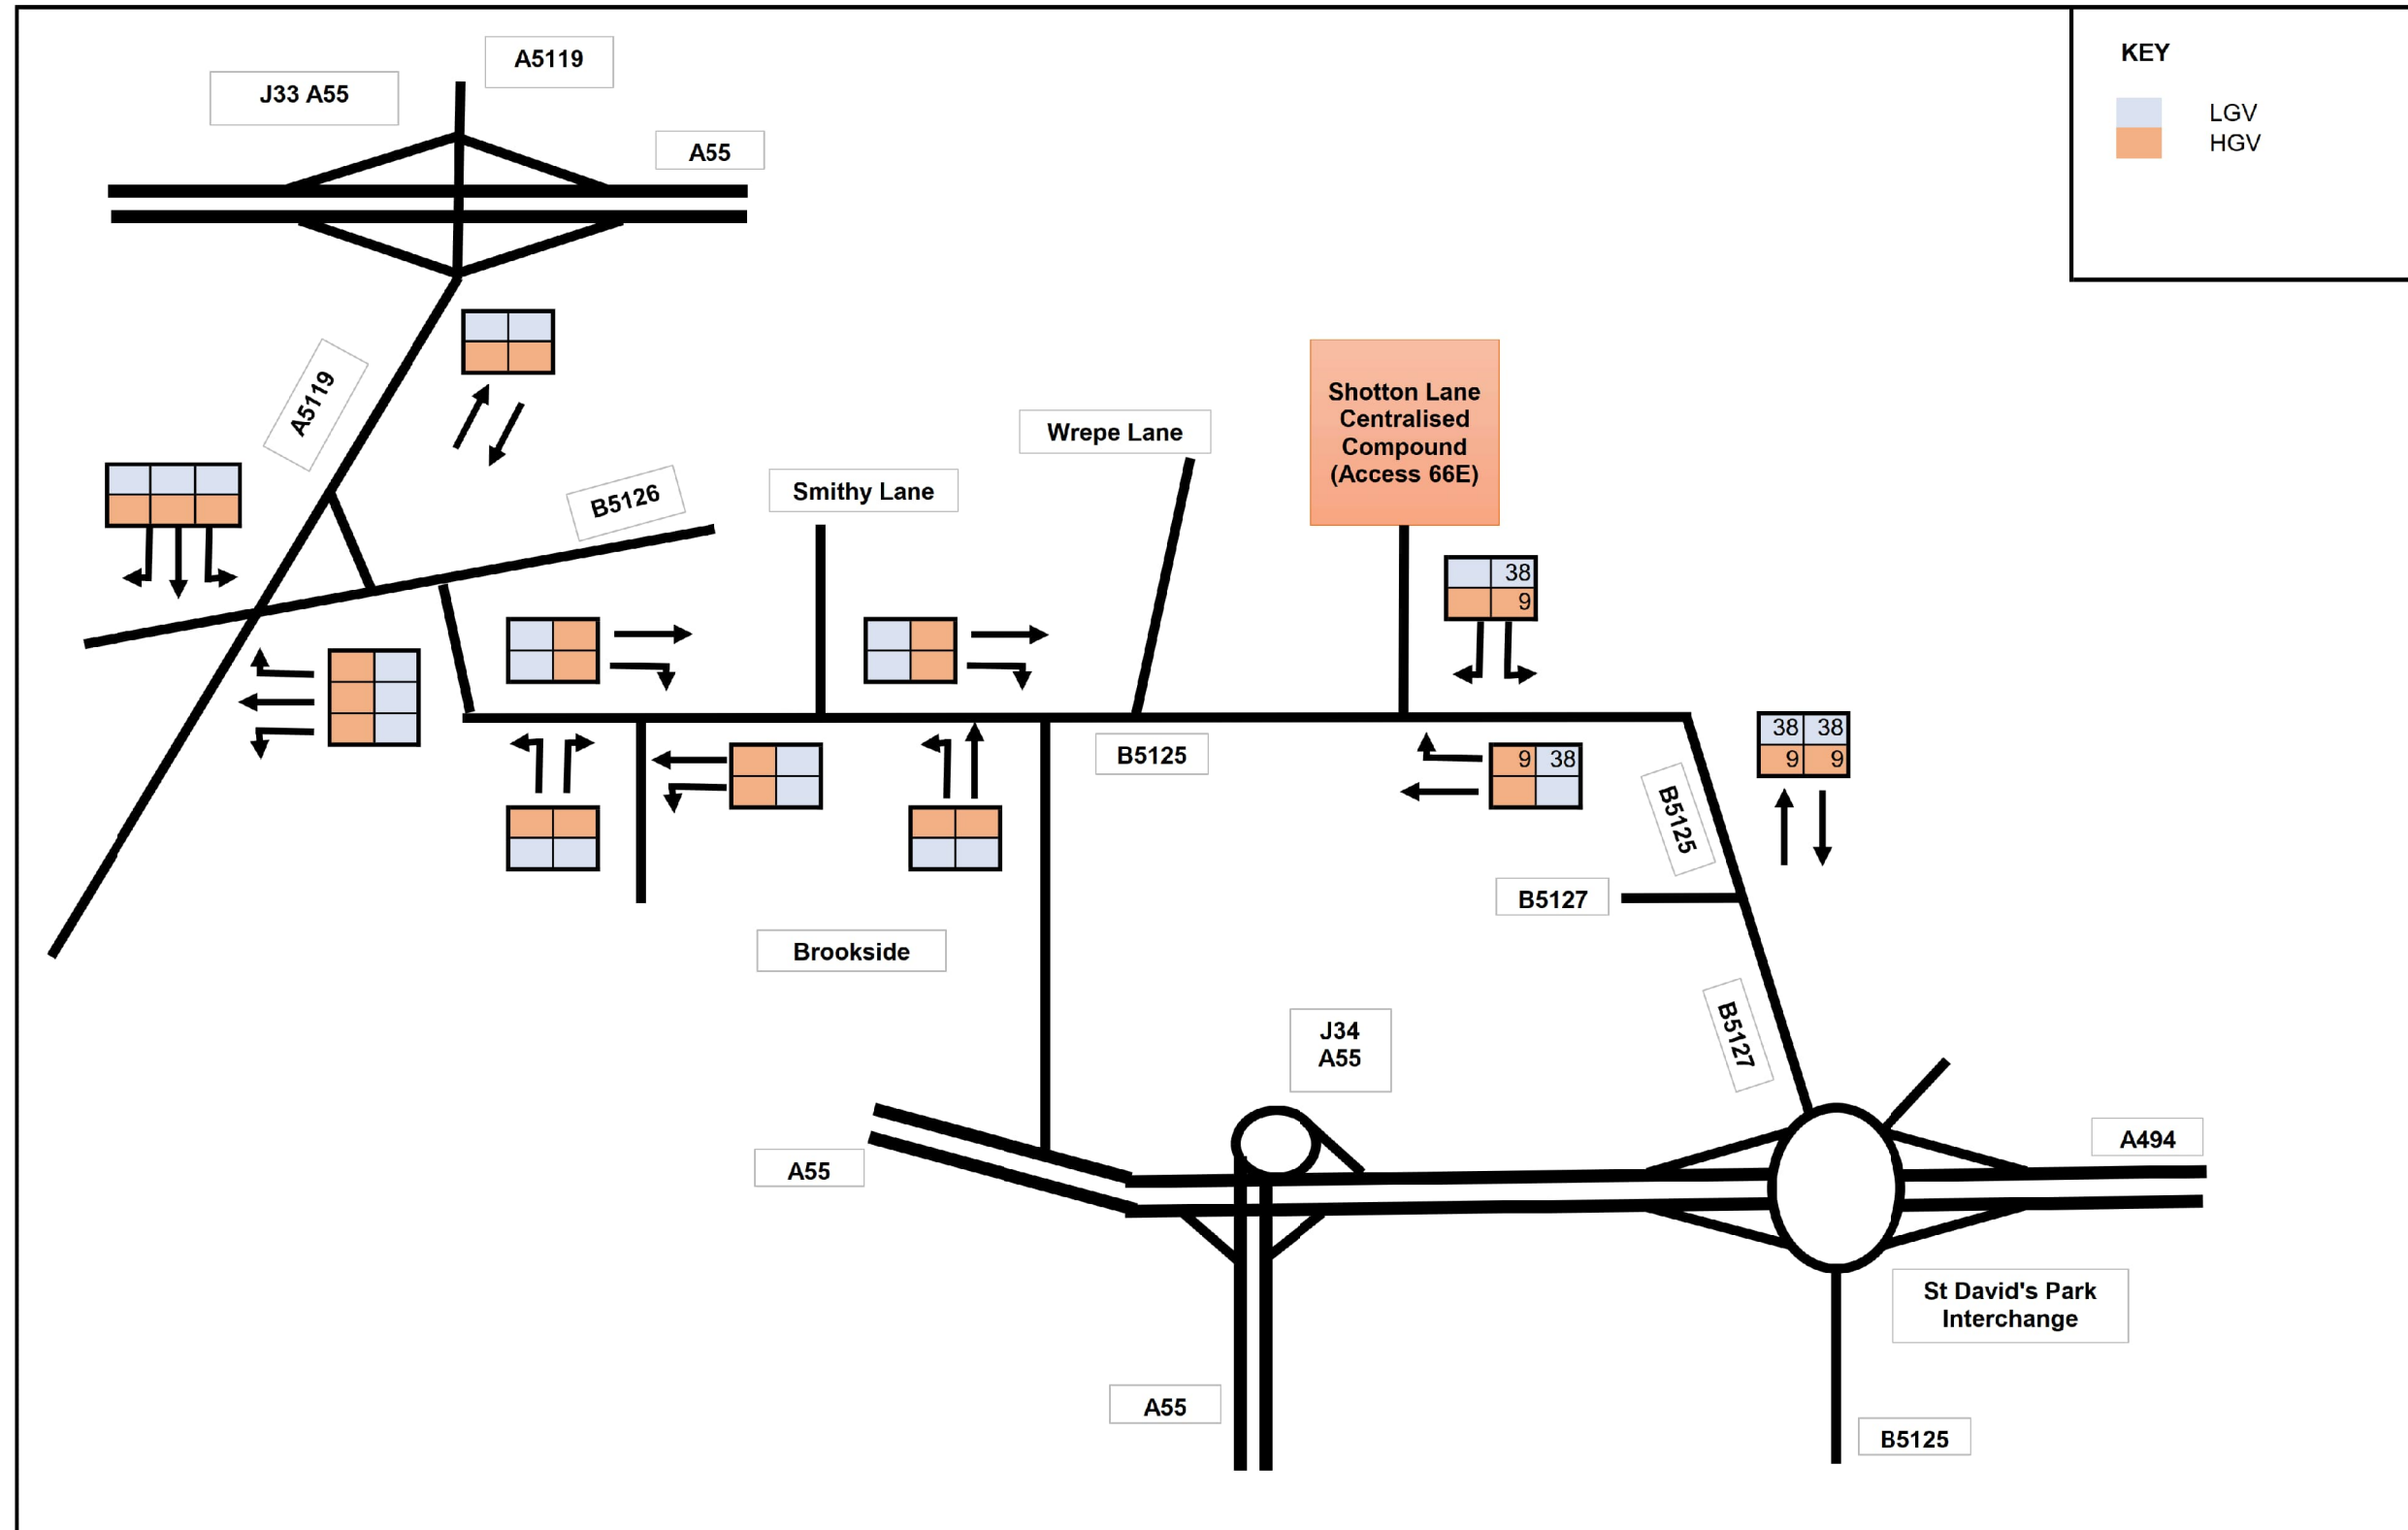 A5119
KEY
J33 A55
LGV
HGV
A55
A5119
Shotton Lane
Centralised
Compound
(Access 66E)
Wrepe Lane
B5126
Smithy Lane
38
9
38 38
9 9
B5125
9 38
B5125
B5127
Brookside
B5127
J34
A55
A494
A55
St David's Park
Interchange
A55
B5125